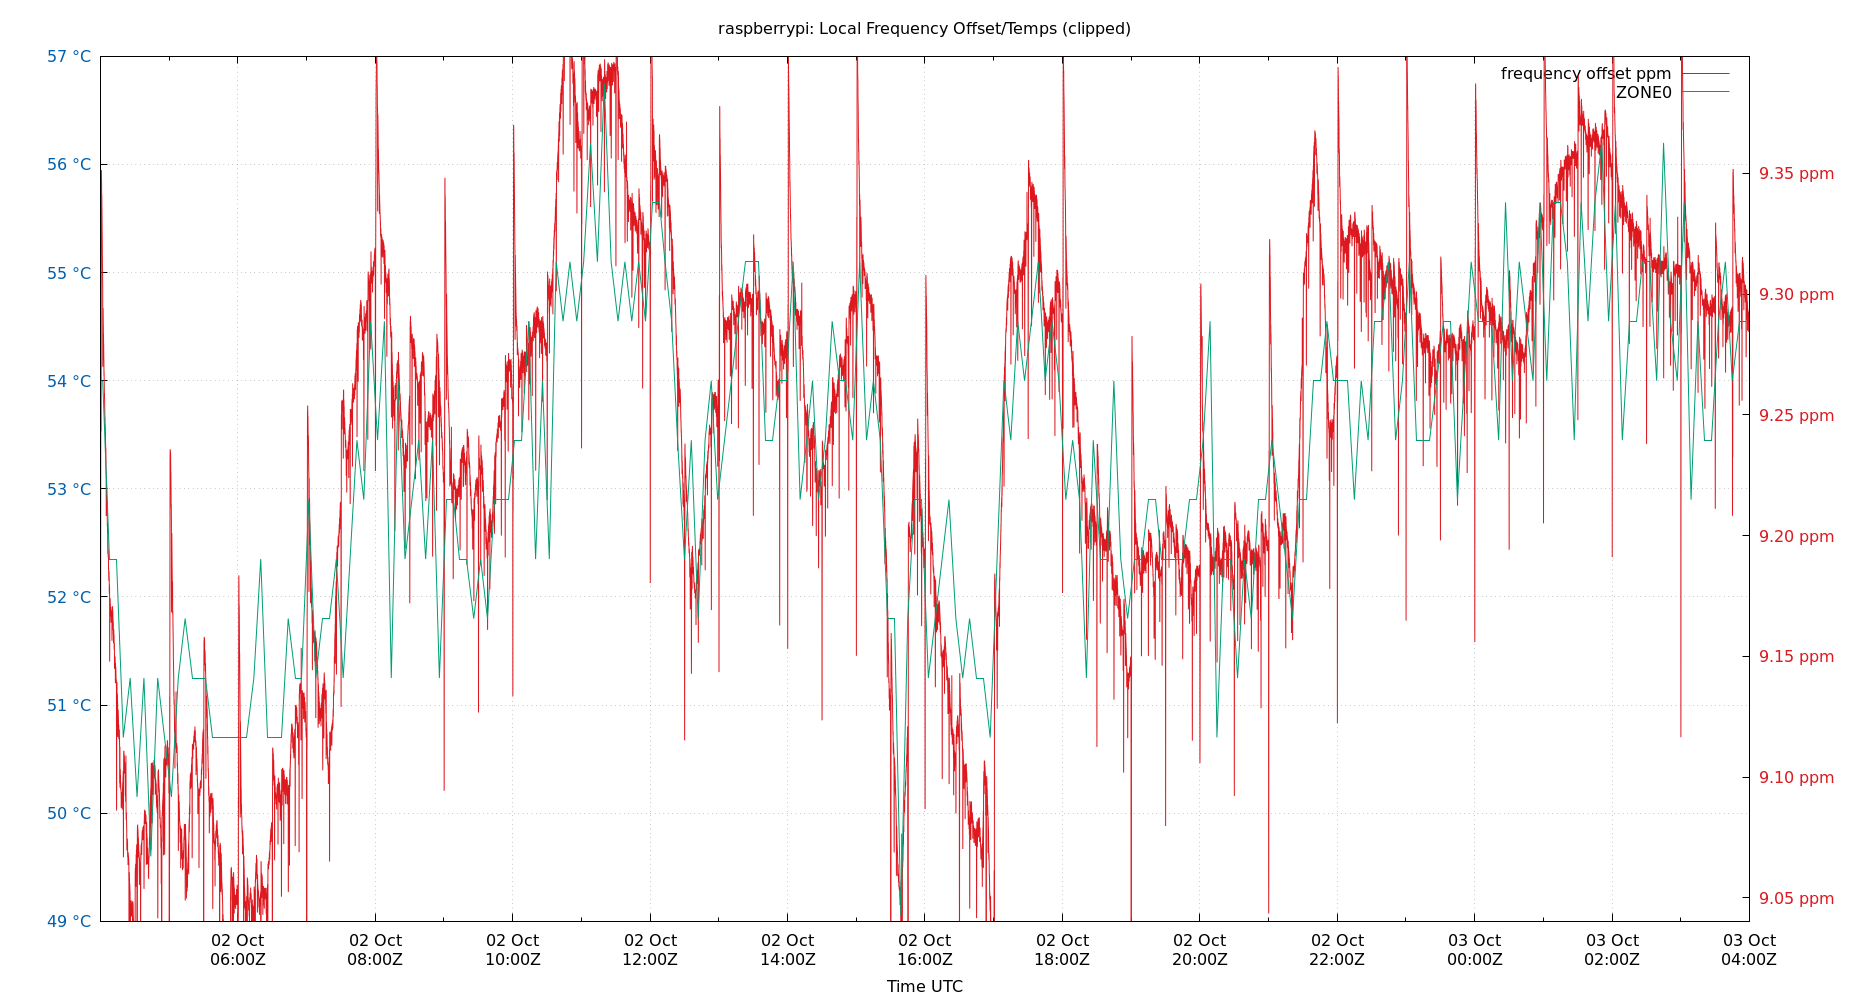 raspberrypi: Local Frequency Offset/Temps (clipped)
57 °C
56 °C
55 °C
54 °C
53 °C
52 °C
51 °C
50 °C
49 °C
frequency offset ppm
ZONE0
9.35 ppm
9.30 ppm
9.25 ppm
9.20 ppm
9.15 ppm
9.10 ppm
9.05 ppm
02 Oct 02 Oct 02 Oct 02 Oct 02 Oct 02 Oct 02 Oct 02 Oct 02 Oct 03 Oct 03 Oct 03 Oct
06:00Z 08:00Z 10:00Z 12:00Z 14:00Z 16:00Z 18:00Z 20:00Z 22:00Z 00:00Z 02:00Z 04:00Z
Time UTC